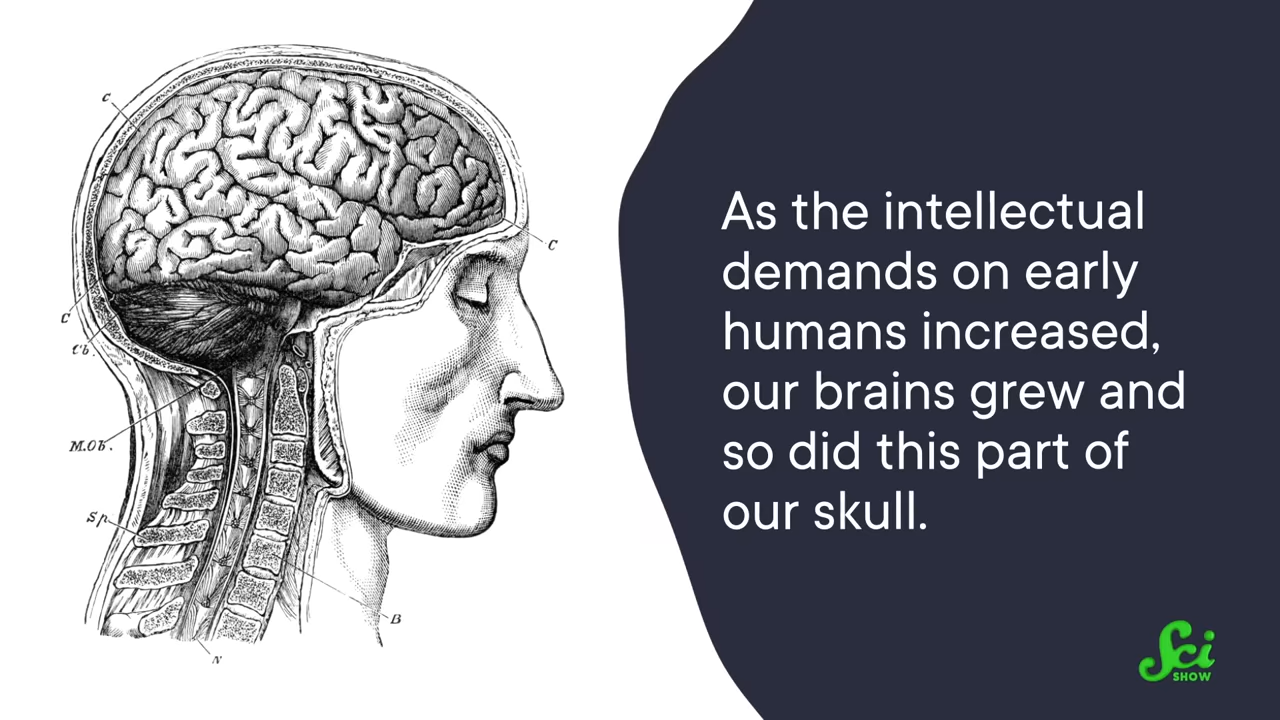 c
C
C
Cb.
M.Ob.
Sp.
B
N
As the intellectual
demands on early
humans increased,
our brains grew and
so did this part of
our skull.
Sci
SHOW